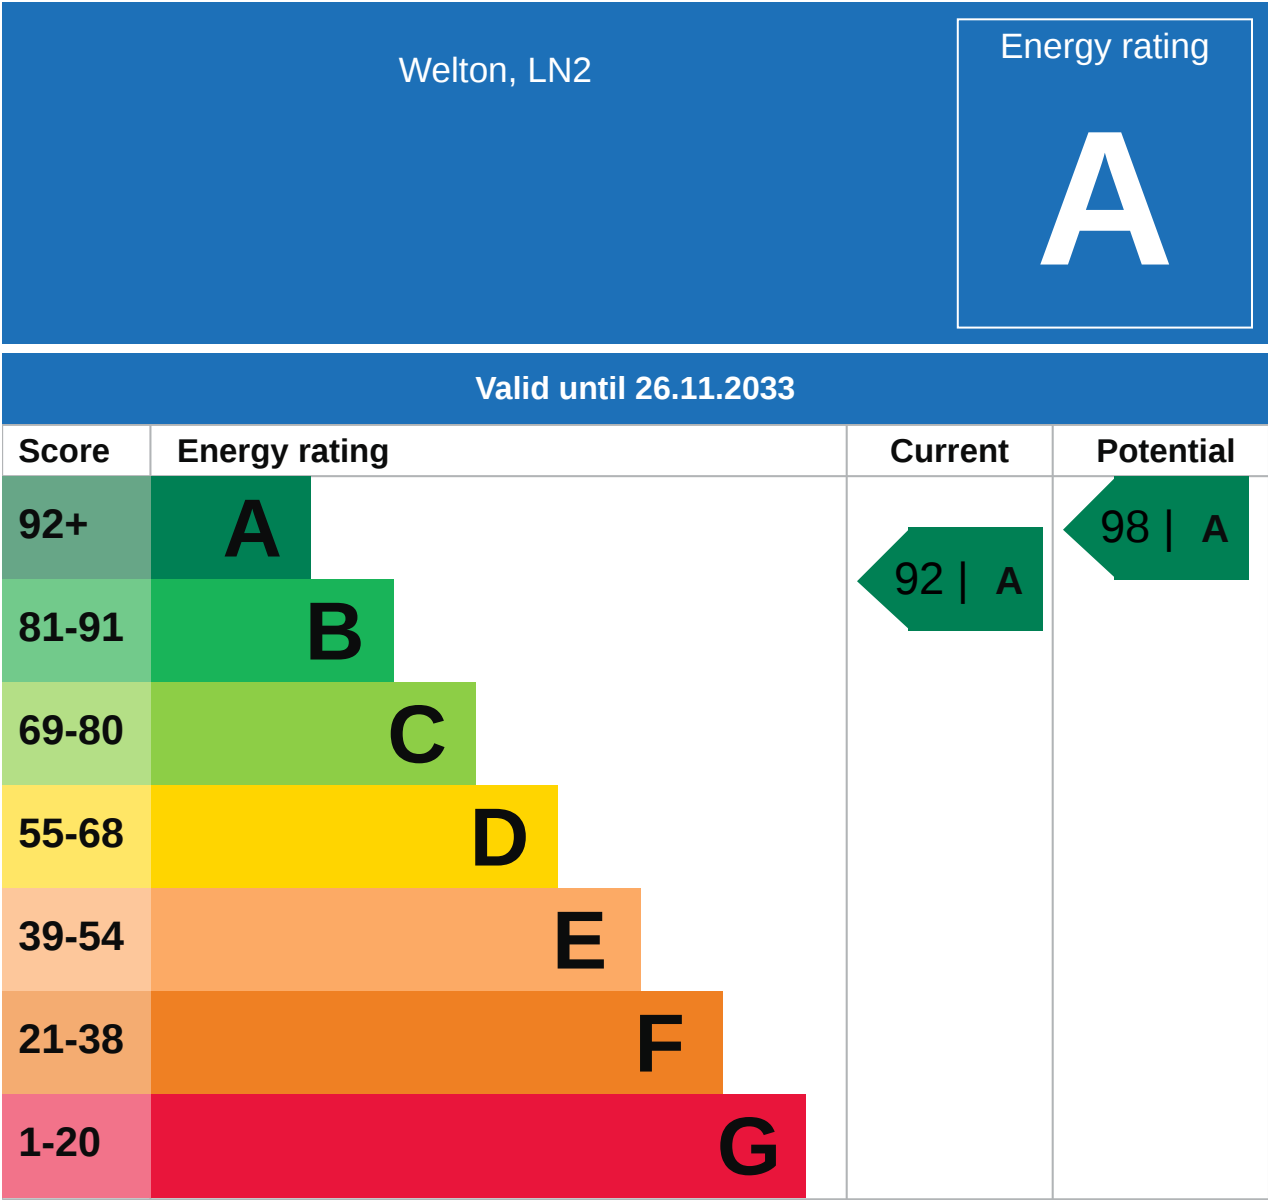 Welton, LN2
Energy rating
A
Valid until 26.11.2033
Score Energy rating Current Potential
92+ A 92 | A 98 | A
81-91 B
69-80 C
55-68 D
39-54 E
21-38 F
1-20 G